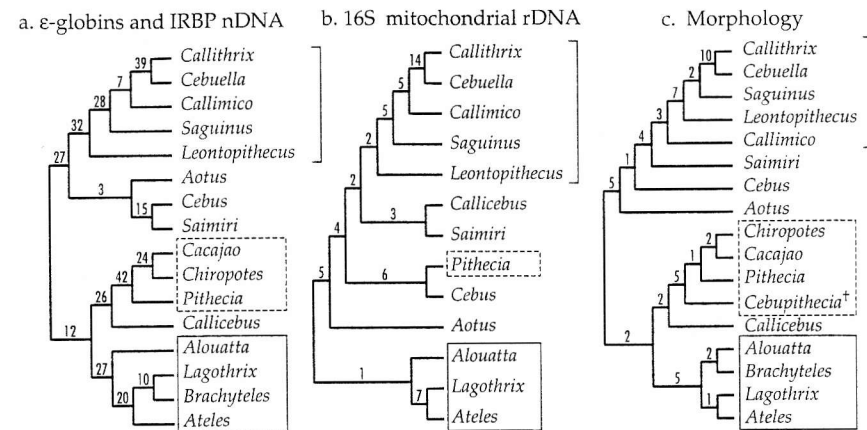 a. ε-globins and IRBP nDNA
39
7
28
32
27
3
15
24
42
26
12
27
10
20
Callithrix
Cebuella
Callimico
Saguinus
Leontopithecus
Aotus
Cebus
Saimiri
Cacajao
Chiropotes
Pithecia
Callicebus
Alouatta
Lagothrix
Brachyteles
Ateles
b. 16S mitochondrial rDNA
14
5
5
2
2
3
4
6
5
1
7
Callithrix
Cebuella
Callimico
Saguinus
Leontopithecus
Callicebus
Saimiri
Pithecia
Cebus
Aotus
Alouatta
Lagothrix
Ateles
c. Morphology
10
2
7
3
4
1
5
2
1
5
2
2
2
5
1
Callithrix
Cebuella
Saguinus
Leontopithecus
Callimico
Saimiri
Cebus
Aotus
Chiropotes
Cacajao
Pithecia
Cebupithecia†
Callicebus
Alouatta
Brachyteles
Lagothrix
Ateles